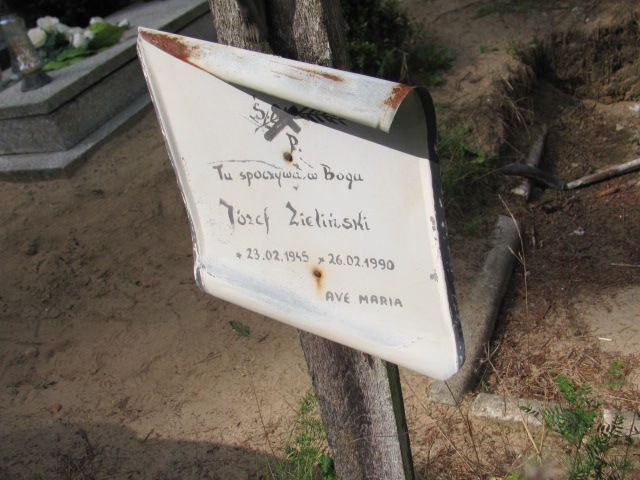 Ś. P.
Tu spoczywa w Bogu
Józef Zieliński
* 23.02.1945 × 26.02.1990
AVE MARIA